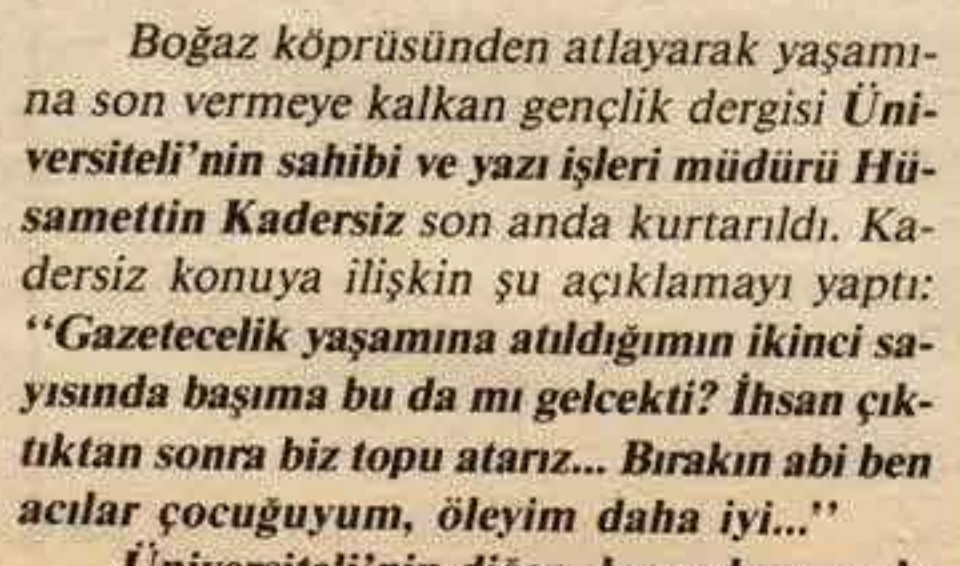 Boğaz köprüsünden atlayarak yaşamı-
na son vermeye kalkan gençlik dergisi Üni-
versiteli'nin sahibi ve yazı işleri müdürü Hü-
samettin Kadersiz son anda kurtarıldı. Ka-
dersiz konuya ilişkin şu açıklamayı yaptı:
“Gazetecelik yaşamına atıldığımın ikinci sa-
yısında başıma bu da mı gelcekti? İhsan çık-
tıktan sonra biz topu atarız... Bırakın abi ben
acılar çocuğuyum, öleyim daha iyi...”
Üniversiteli'nin diğer